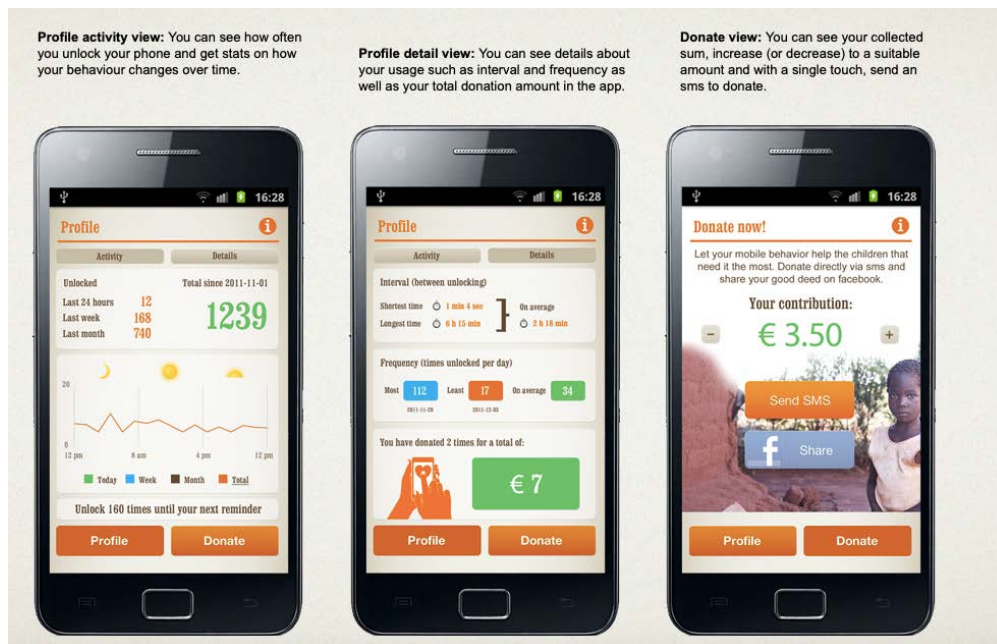 Profile activity view: You can see how often
you unlock your phone and get stats on how
your behaviour changes over time.
Profile detail view: You can see details about
your usage such as interval and frequency as
well as your total donation amount in the app.
Donate view: You can see your collected
sum, increase (or decrease) to a suitable
amount and with a single touch, send an
sms to donate.
16:28
Profile
i
Activity Details
Unlocked Total since 2011-11-01
Last 24 hours 12
Last week 168
Last month 740
1239
20
0
12 pm 8 am 4 pm 12 pm
Today Week Month Total
Unlock 160 times until your next reminder
Profile Donate
16:28
Profile
i
Activity Details
Interval (between unlocking)
Shortest time 1 min 4 sec
Longest time 6 h 15 min
On average
2 h 18 min
Frequency (times unlocked per day)
Most 112 Least 17 On average 34
2011-11-29 2011-12-03
You have donated 2 times for a total of:
€ 7
Profile Donate
16:28
Donate now!
i
Let your mobile behavior help the children that
need it the most. Donate directly via sms and
share your good deed on facebook.
Your contribution:
− € 3.50 +
Send SMS
f Share
Profile Donate